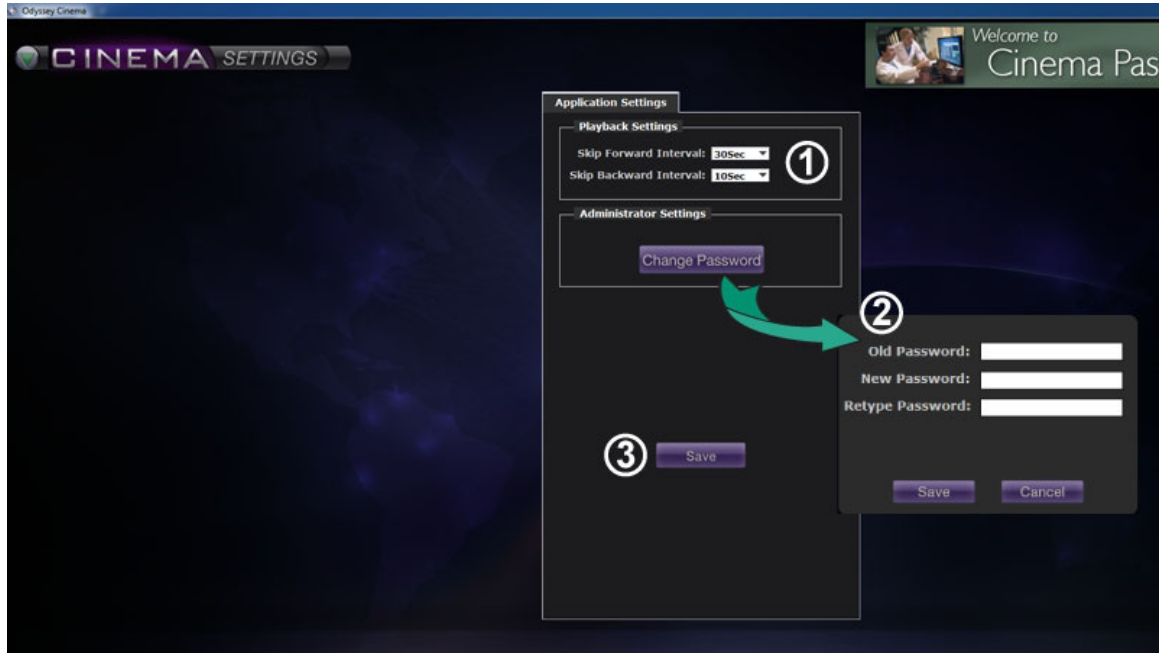 Odyssey Cinema
CINEMA SETTINGS
Welcome to
Cinema Pas
Application Settings
Playback Settings
Skip Forward Interval: 30Sec
1
Skip Backward Interval: 10Sec
Administrator Settings
Change Password
2
Old Password:
New Password:
Retype Password:
3 Save
Save Cancel